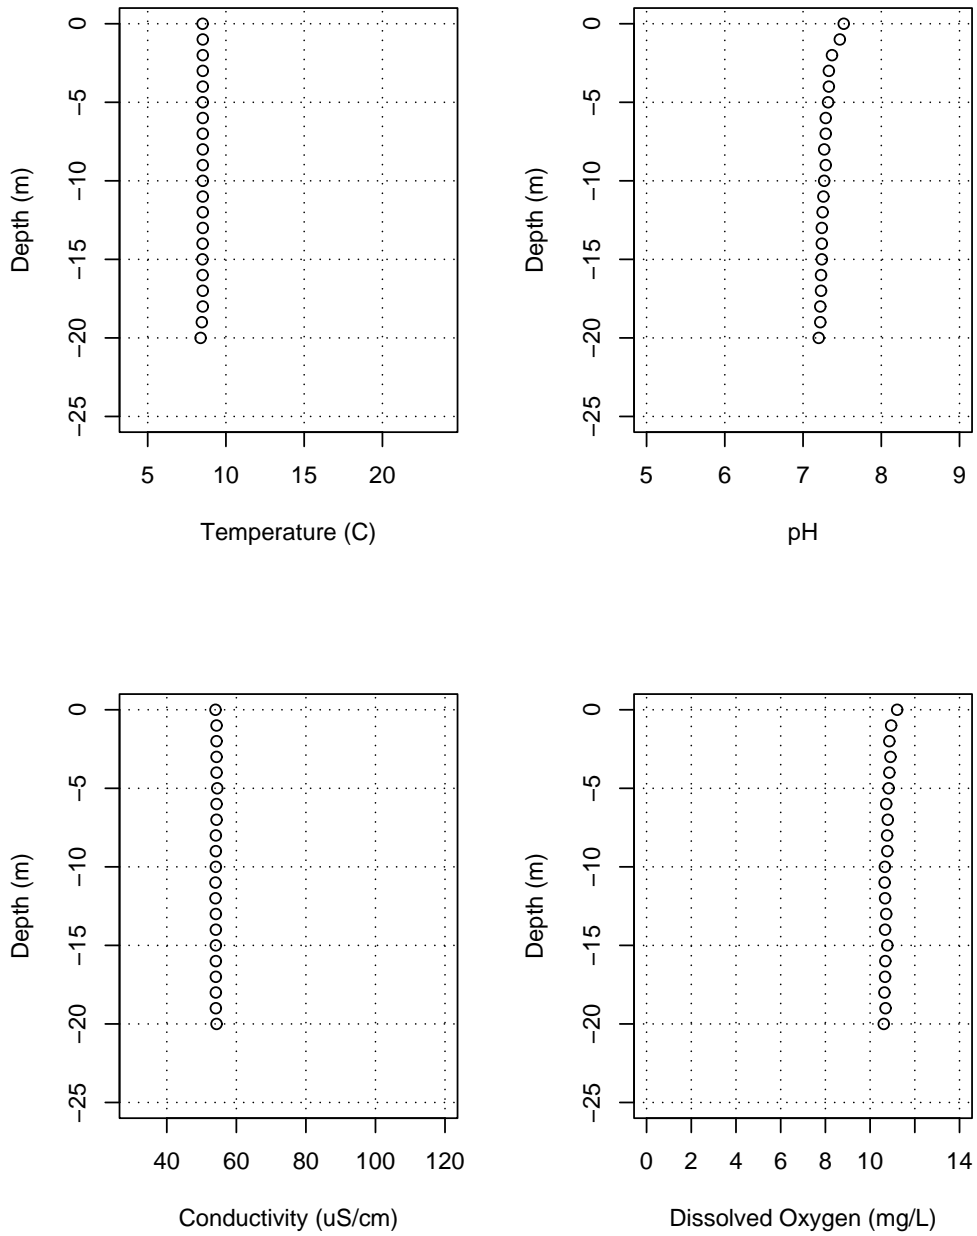 0
−5
−10
−15
−20
−25
Depth (m)
5 10 15 20
Temperature (C)
0
−5
−10
−15
−20
−25
Depth (m)
5 6 7 8 9
pH
0
−5
−10
−15
−20
−25
Depth (m)
40 60 80 100 120
Conductivity (uS/cm)
0
−5
−10
−15
−20
−25
Depth (m)
0 2 4 6 8 10 14
Dissolved Oxygen (mg/L)